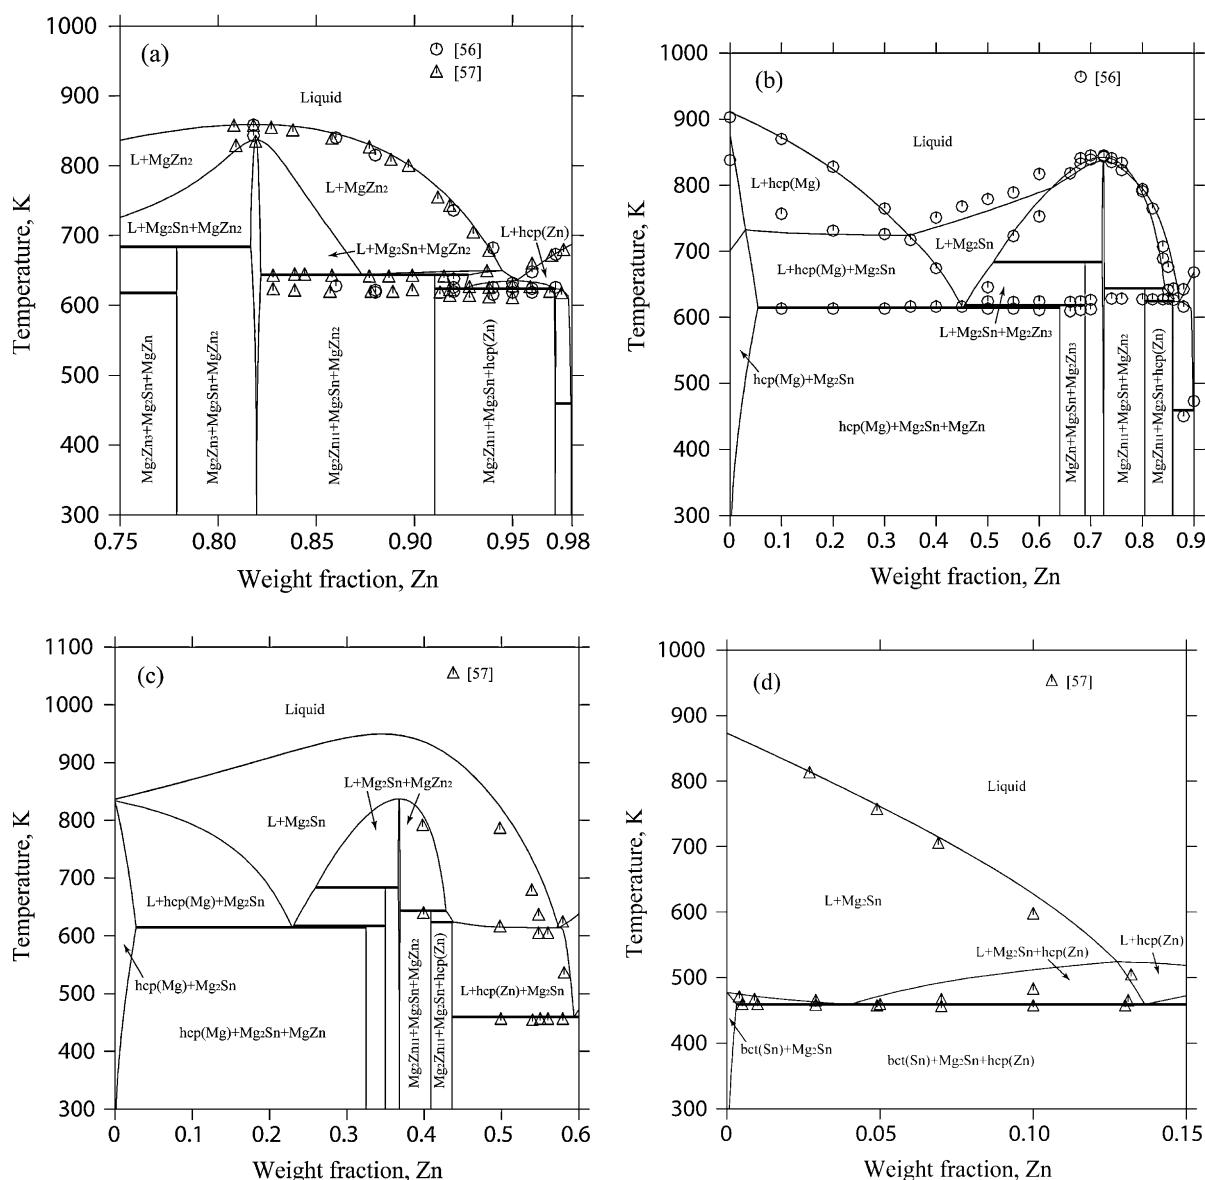 (a)
[56]
[57]
Liquid
L+MgZn2
L+MgZn2
L+Mg2Sn+MgZn2
L+Mg2Sn+MgZn2
L+hcp(Zn)
Mg2Zn3+Mg2Sn+MgZn
Mg2Zn3+Mg2Sn+MgZn2
Mg2Zn11+Mg2Sn+MgZn2
Mg2Zn11+Mg2Sn+hcp(Zn)
1000
900
800
700
600
500
400
300
0.75 0.80 0.85 0.90 0.95 0.98
Temperature, K
Weight fraction, Zn
(b)
[56]
Liquid
L+hcp(Mg)
L+Mg2Sn
L+hcp(Mg)+Mg2Sn
L+Mg2Sn+Mg2Zn3
hcp(Mg)+Mg2Sn
hcp(Mg)+Mg2Sn+MgZn
MgZn+Mg2Sn+Mg2Zn3
Mg2Zn11+Mg2Sn+MgZn2
Mg2Zn11+Mg2Sn+hcp(Zn)
1000
900
800
700
600
500
400
300
0 0.1 0.2 0.3 0.4 0.5 0.6 0.7 0.8 0.9
Temperature, K
Weight fraction, Zn
(c)
[57]
Liquid
L+Mg2Sn+MgZn2
L+Mg2Sn
L+hcp(Mg)+Mg2Sn
hcp(Mg)+Mg2Sn
hcp(Mg)+Mg2Sn+MgZn
Mg2Zn11+Mg2Sn+MgZn2
Mg2Zn11+Mg2Sn+hcp(Zn)
L+hcp(Zn)+Mg2Sn
1100
1000
900
800
700
600
500
400
300
0 0.1 0.2 0.3 0.4 0.5 0.6
Temperature, K
Weight fraction, Zn
(d)
[57]
Liquid
L+Mg2Sn
L+Mg2Sn+hcp(Zn)
L+hcp(Zn)
bct(Sn)+Mg2Sn
bct(Sn)+Mg2Sn+hcp(Zn)
1000
900
800
700
600
500
400
300
0 0.05 0.10 0.15
Temperature, K
Weight fraction, Zn